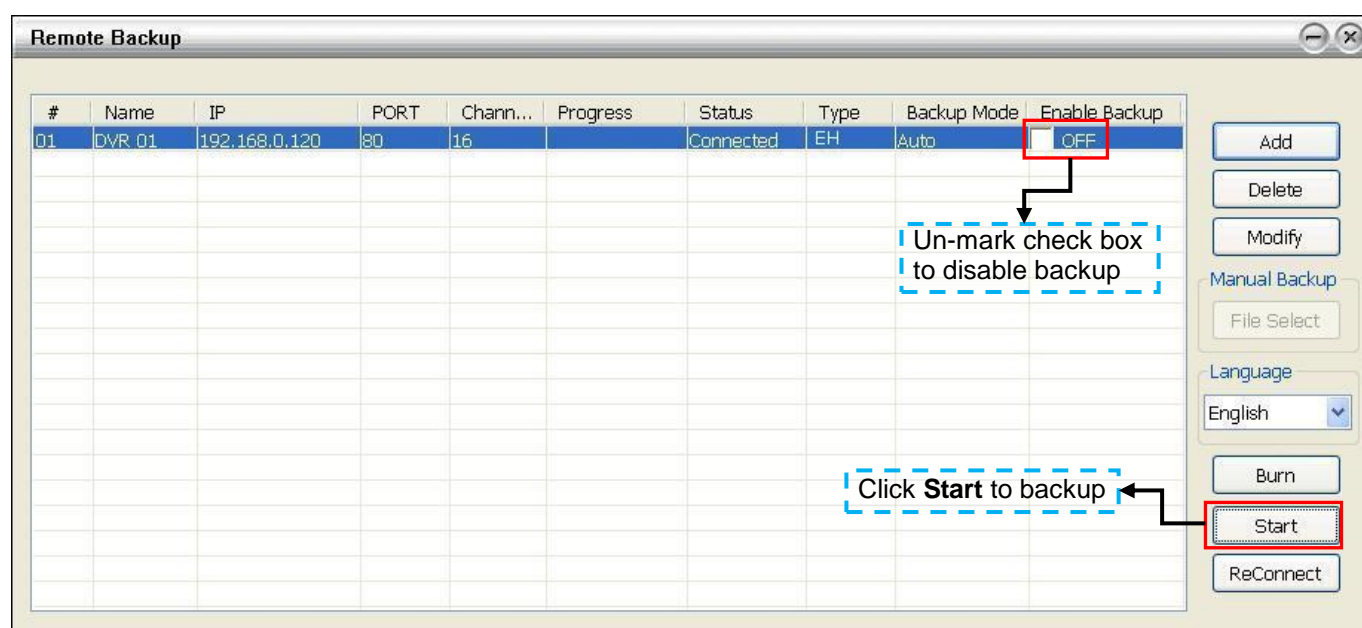 Remote Backup
# Name IP PORT Chann... Progress Status Type Backup Mode Enable Backup
01 DVR 01 192.168.0.120 80 16 Connected EH Auto OFF
Add
Delete
Modify
Un-mark check box
to disable backup
Manual Backup
File Select
Language
English
Burn
Click Start to backup
Start
ReConnect